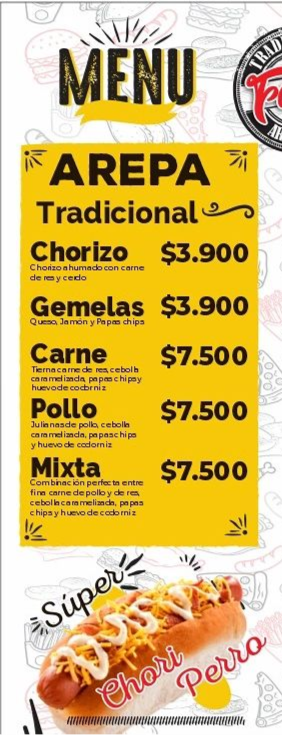 MENU
TRAD
AREPA
Tradicional
Chorizo $3.900
Chorizo ahumado con carne
de res y cerdo
Gemelas $3.900
Queso, Jamón y Papas chips
Carne $7.500
Tierna carne de res, cebolla
caramelizada, papas chips y
huevo de codorniz
Pollo $7.500
Julianas de pollo, cebolla
caramelizada, papas chips
y huevo de codorniz
Mixta $7.500
Combinación perfecta entre
fina carne de pollo y de res,
cebolla caramelizada, papas
chips y huevo de codorniz
Súper
Chori
Perro